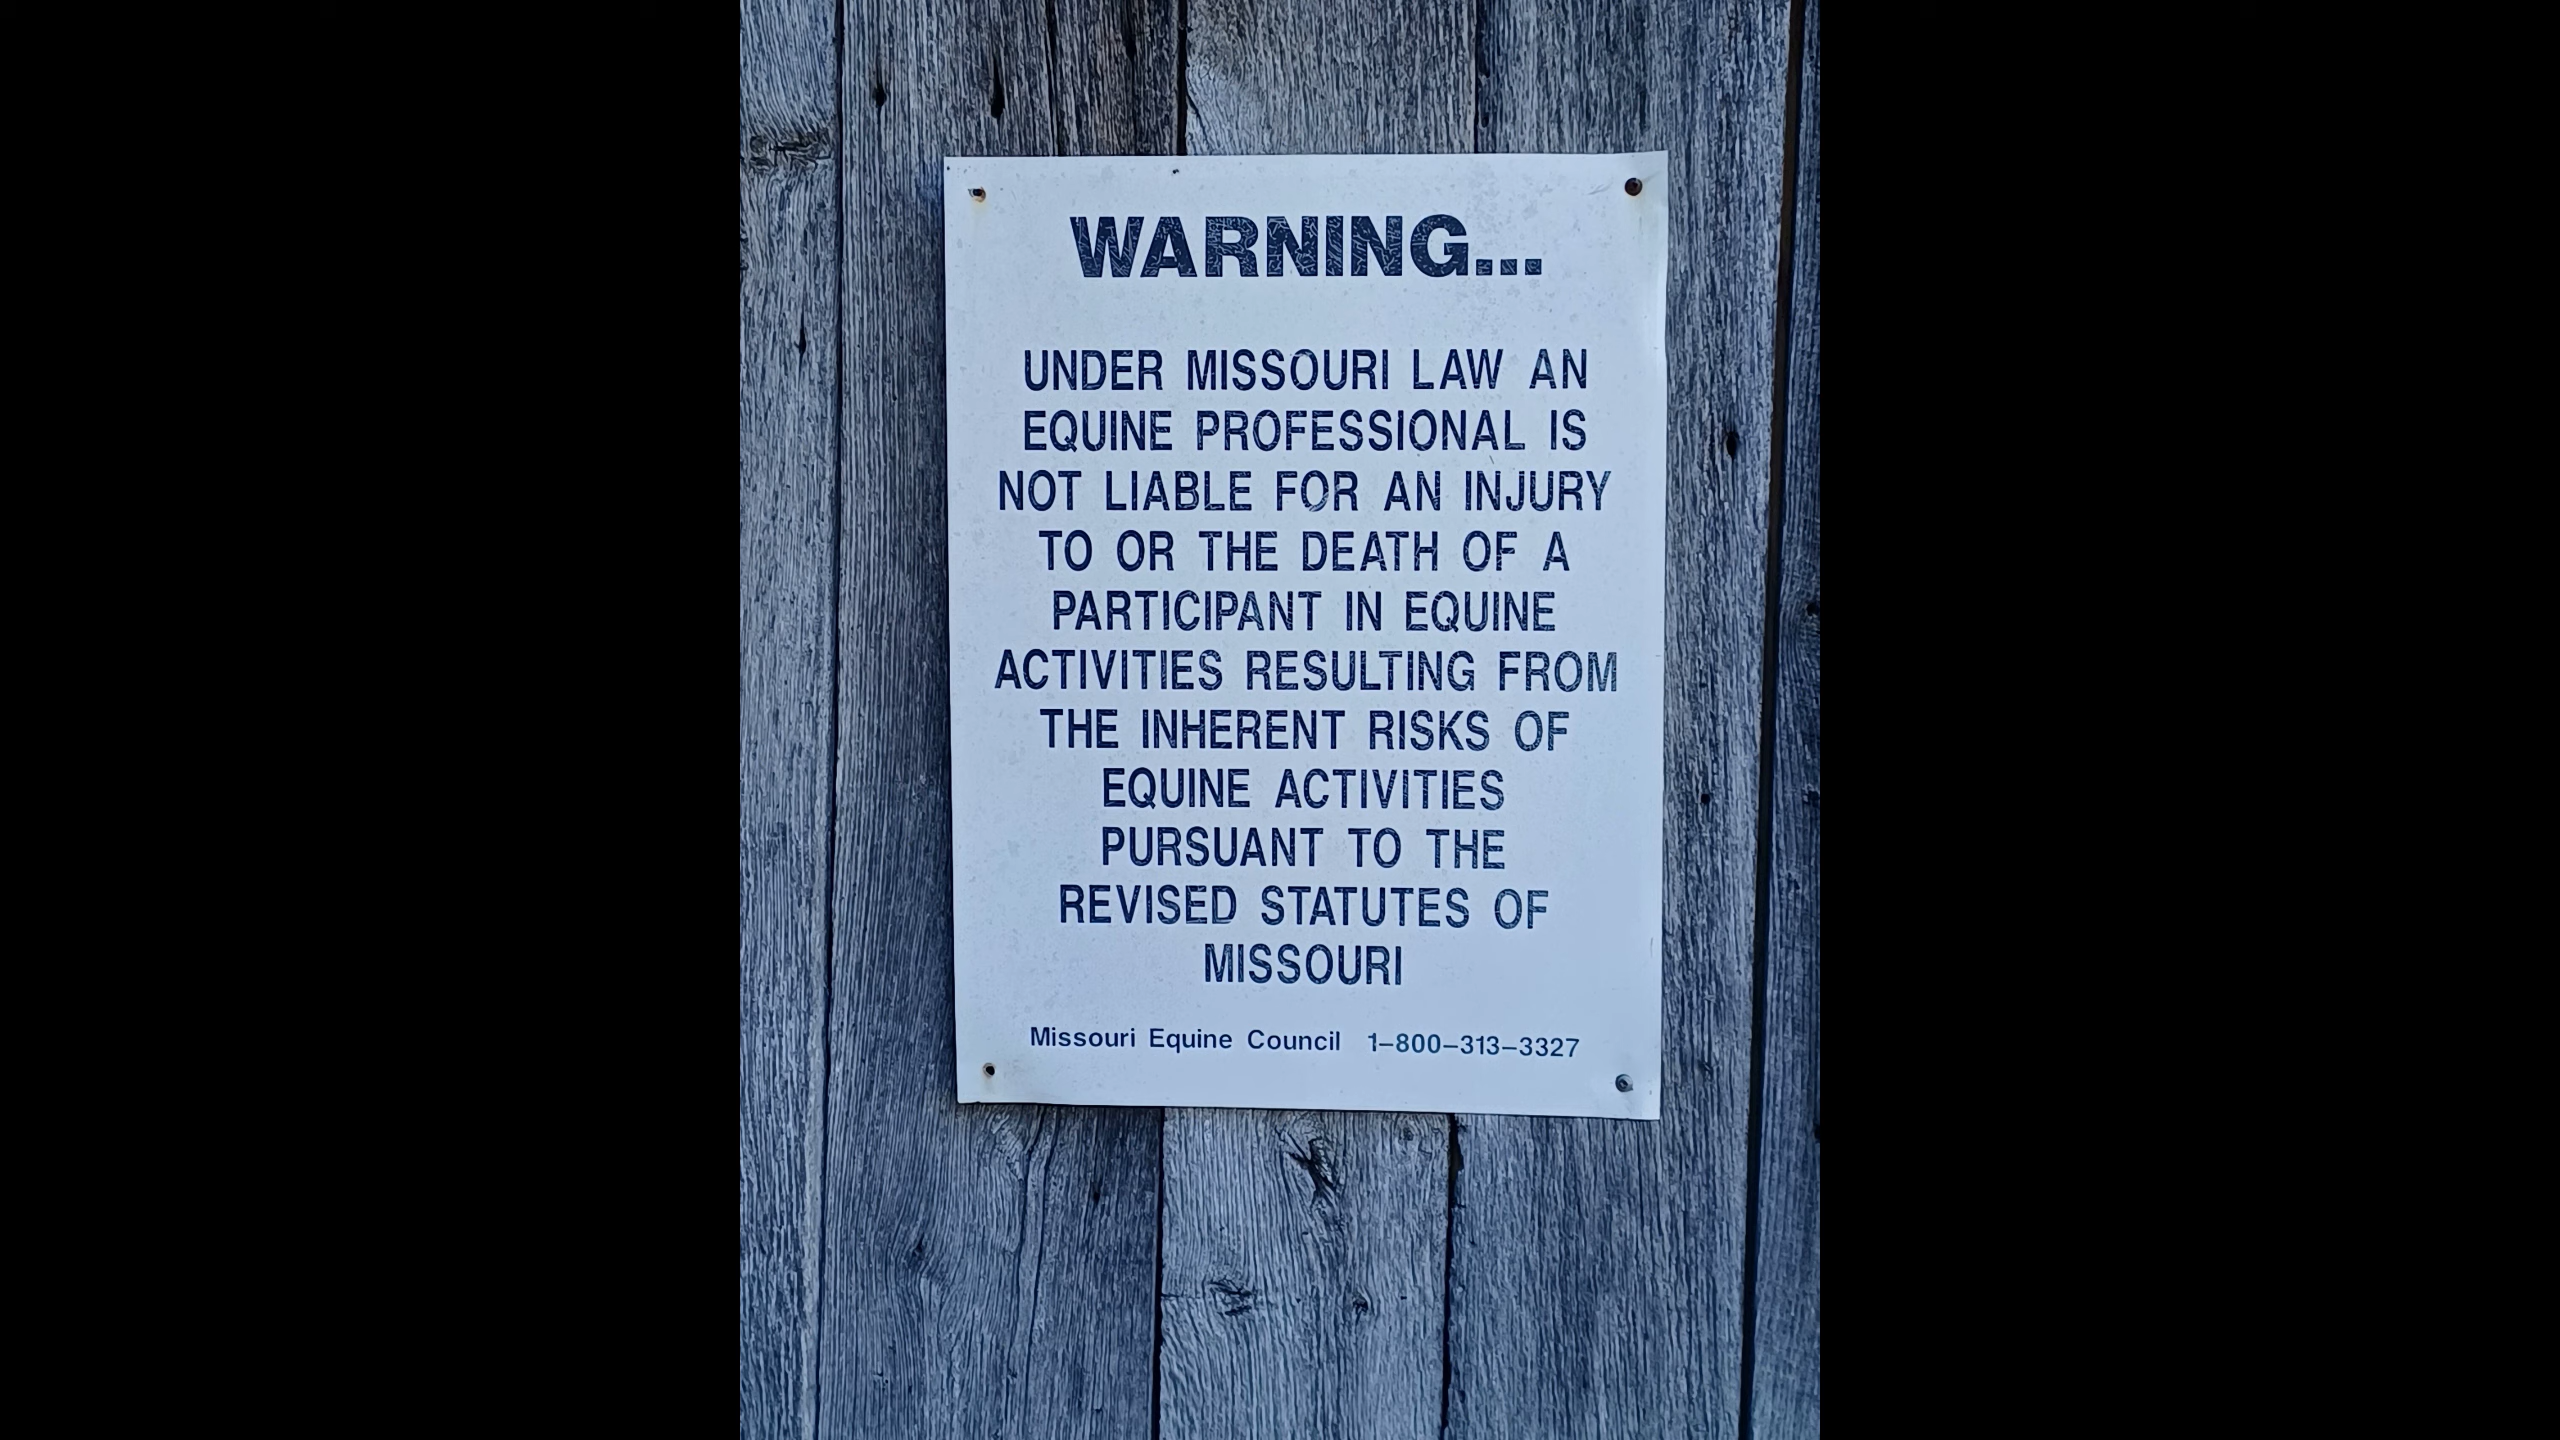 WARNING...
UNDER MISSOURI LAW AN
EQUINE PROFESSIONAL IS
NOT LIABLE FOR AN INJURY
TO OR THE DEATH OF A
PARTICIPANT IN EQUINE
ACTIVITIES RESULTING FROM
THE INHERENT RISKS OF
EQUINE ACTIVITIES
PURSUANT TO THE
REVISED STATUTES OF
MISSOURI
Missouri Equine Council 1-800-313-3327